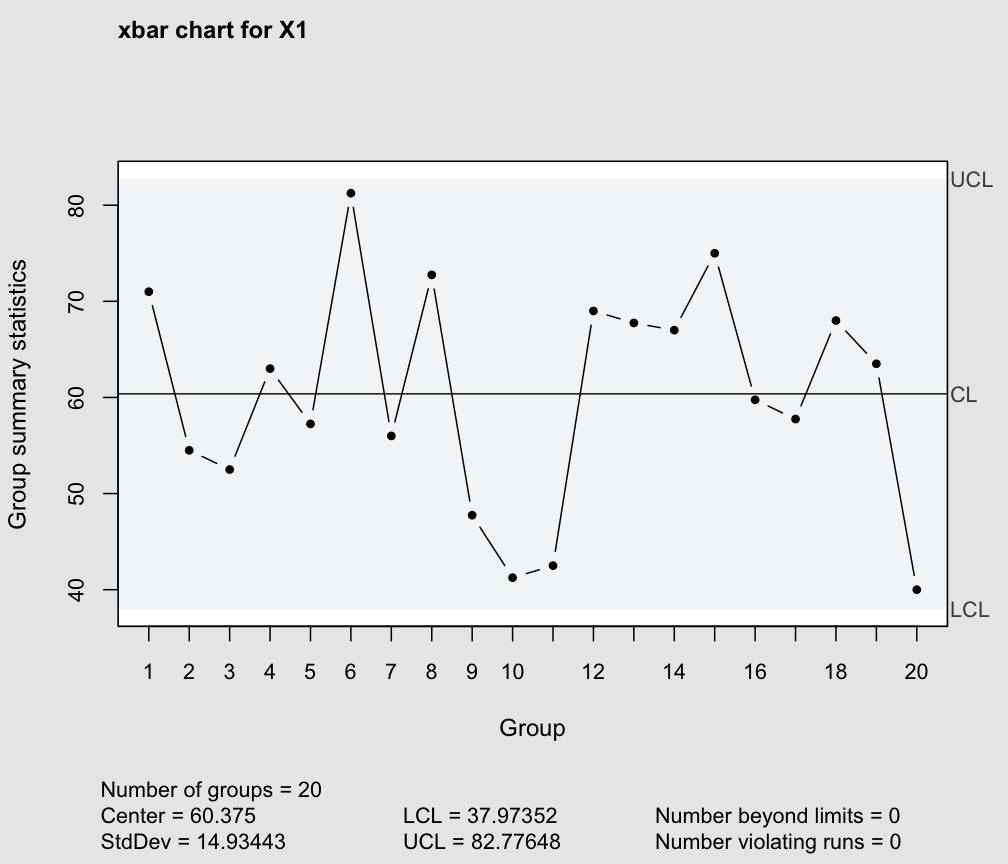 xbar chart for X1
UCL
80
70
60
CL
50
40
LCL
Group summary statistics
1 2 3 4 5 6 7 8 9 10 12 14 16 18 20
Group
Number of groups = 20
Center = 60.375 LCL = 37.97352 Number beyond limits = 0
StdDev = 14.93443 UCL = 82.77648 Number violating runs = 0